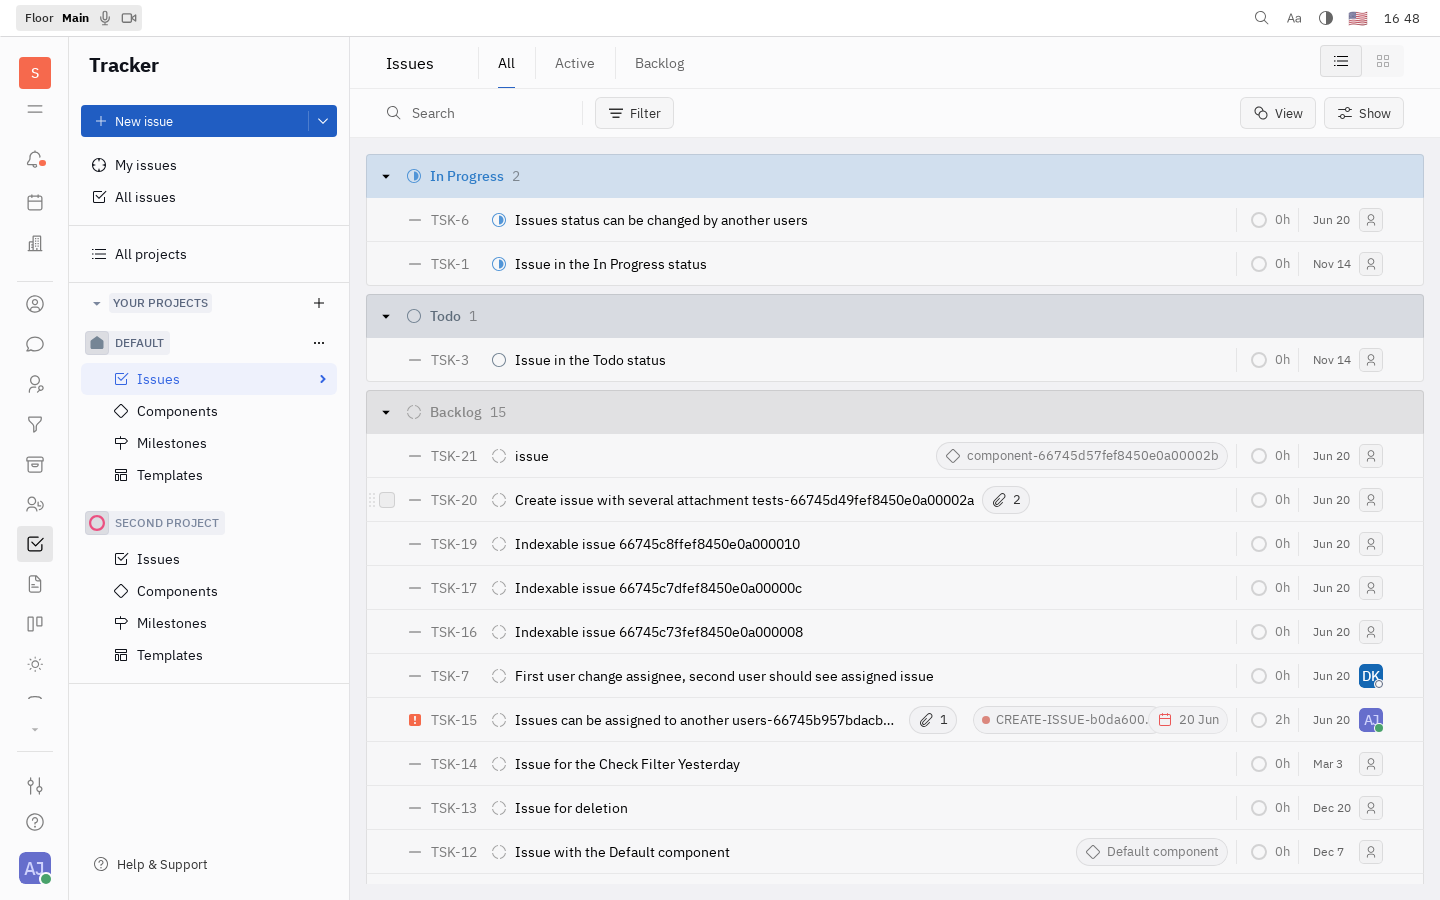 Floor Main
Aa
16 48
S
Tracker
New issue
My issues
All issues
All projects
YOUR PROJECTS
DEFAULT
Issues
Components
Milestones
Templates
SECOND PROJECT
Issues
Components
Milestones
Templates
Help & Support
AJ
Issues All Active Backlog
Search Filter View Show
In Progress 2
TSK-6 Issues status can be changed by another users 0h Jun 20
TSK-1 Issue in the In Progress status 0h Nov 14
Todo 1
TSK-3 Issue in the Todo status 0h Nov 14
Backlog 15
TSK-21 issue component-66745d57fef8450e0a00002b 0h Jun 20
TSK-20 Create issue with several attachment tests-66745d49fef8450e0a00002a 2 0h Jun 20
TSK-19 Indexable issue 66745c8ffef8450e0a000010 0h Jun 20
TSK-17 Indexable issue 66745c7dfef8450e0a00000c 0h Jun 20
TSK-16 Indexable issue 66745c73fef8450e0a000008 0h Jun 20
TSK-7 First user change assignee, second user should see assigned issue 0h Jun 20 DK
TSK-15 Issues can be assigned to another users-66745b957bdacb... 1 CREATE-ISSUE-b0da600. 20 Jun 2h Jun 20 AJ
TSK-14 Issue for the Check Filter Yesterday 0h Mar 3
TSK-13 Issue for deletion 0h Dec 20
TSK-12 Issue with the Default component Default component 0h Dec 7